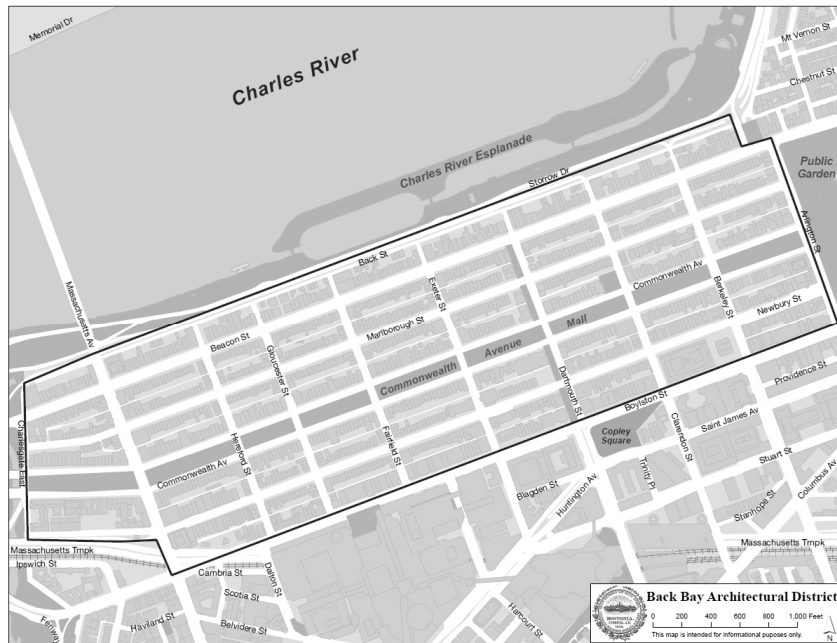 Memorial Dr
Mt Vernon St
Chestnut St
Charles River
Charles River Esplanade
Storrow Dr
Public
Garden
Arlington St
Back St
Massachusetts Av
Exeter St
Commonwealth Av
Berkeley St
Newbury St
Beacon St
Marlborough St
Gloucester St
Commonwealth
Avenue
Mall
Dartmouth St
Providence St
Boylston St
Charlesgate East
Hereford St
Fairfield St
Copley
Square
Clarendon St
Saint James Av
Commonwealth Av
Stuart St
Trinity Pl
Columbus Av
Blagden St
Huntington Av
Stanhope St
Massachusetts Trnpk
Massachusetts Trnpk
Ipswich St
Cambria St
Dalton St
Scotia St
Haviland St
Belvidere St
Fenway
Harcourt St
Back Bay Architectural District
0 200 400 600 800 1,000 Feet
This map is intended for informational puposes only.
N